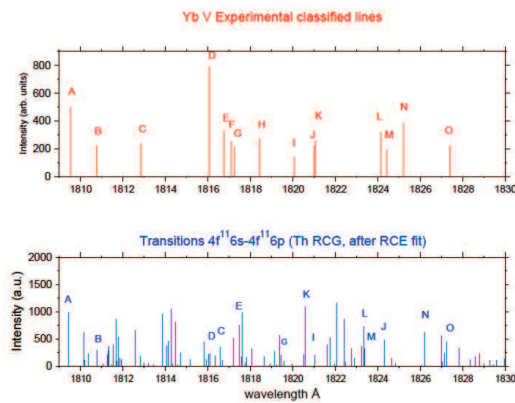 Yb V Experimental classified lines
Intensity (arb. units)
800
600
400
200
0
A
B
C
D
E
F
G
H
I
J
K
L
M
N
O
1810 1812 1814 1816 1818 1820 1822 1824 1826 1828 1830
Transitions 4f¹¹6s-4f¹¹6p (Th RCG, after RCE fit)
Intensity (a.u.)
2000
1500
1000
500
0
A
B
D
C
E
G
K
I
L
M
J
N
O
1810 1812 1814 1816 1818 1820 1822 1824 1826 1828 1830
wavelength Å